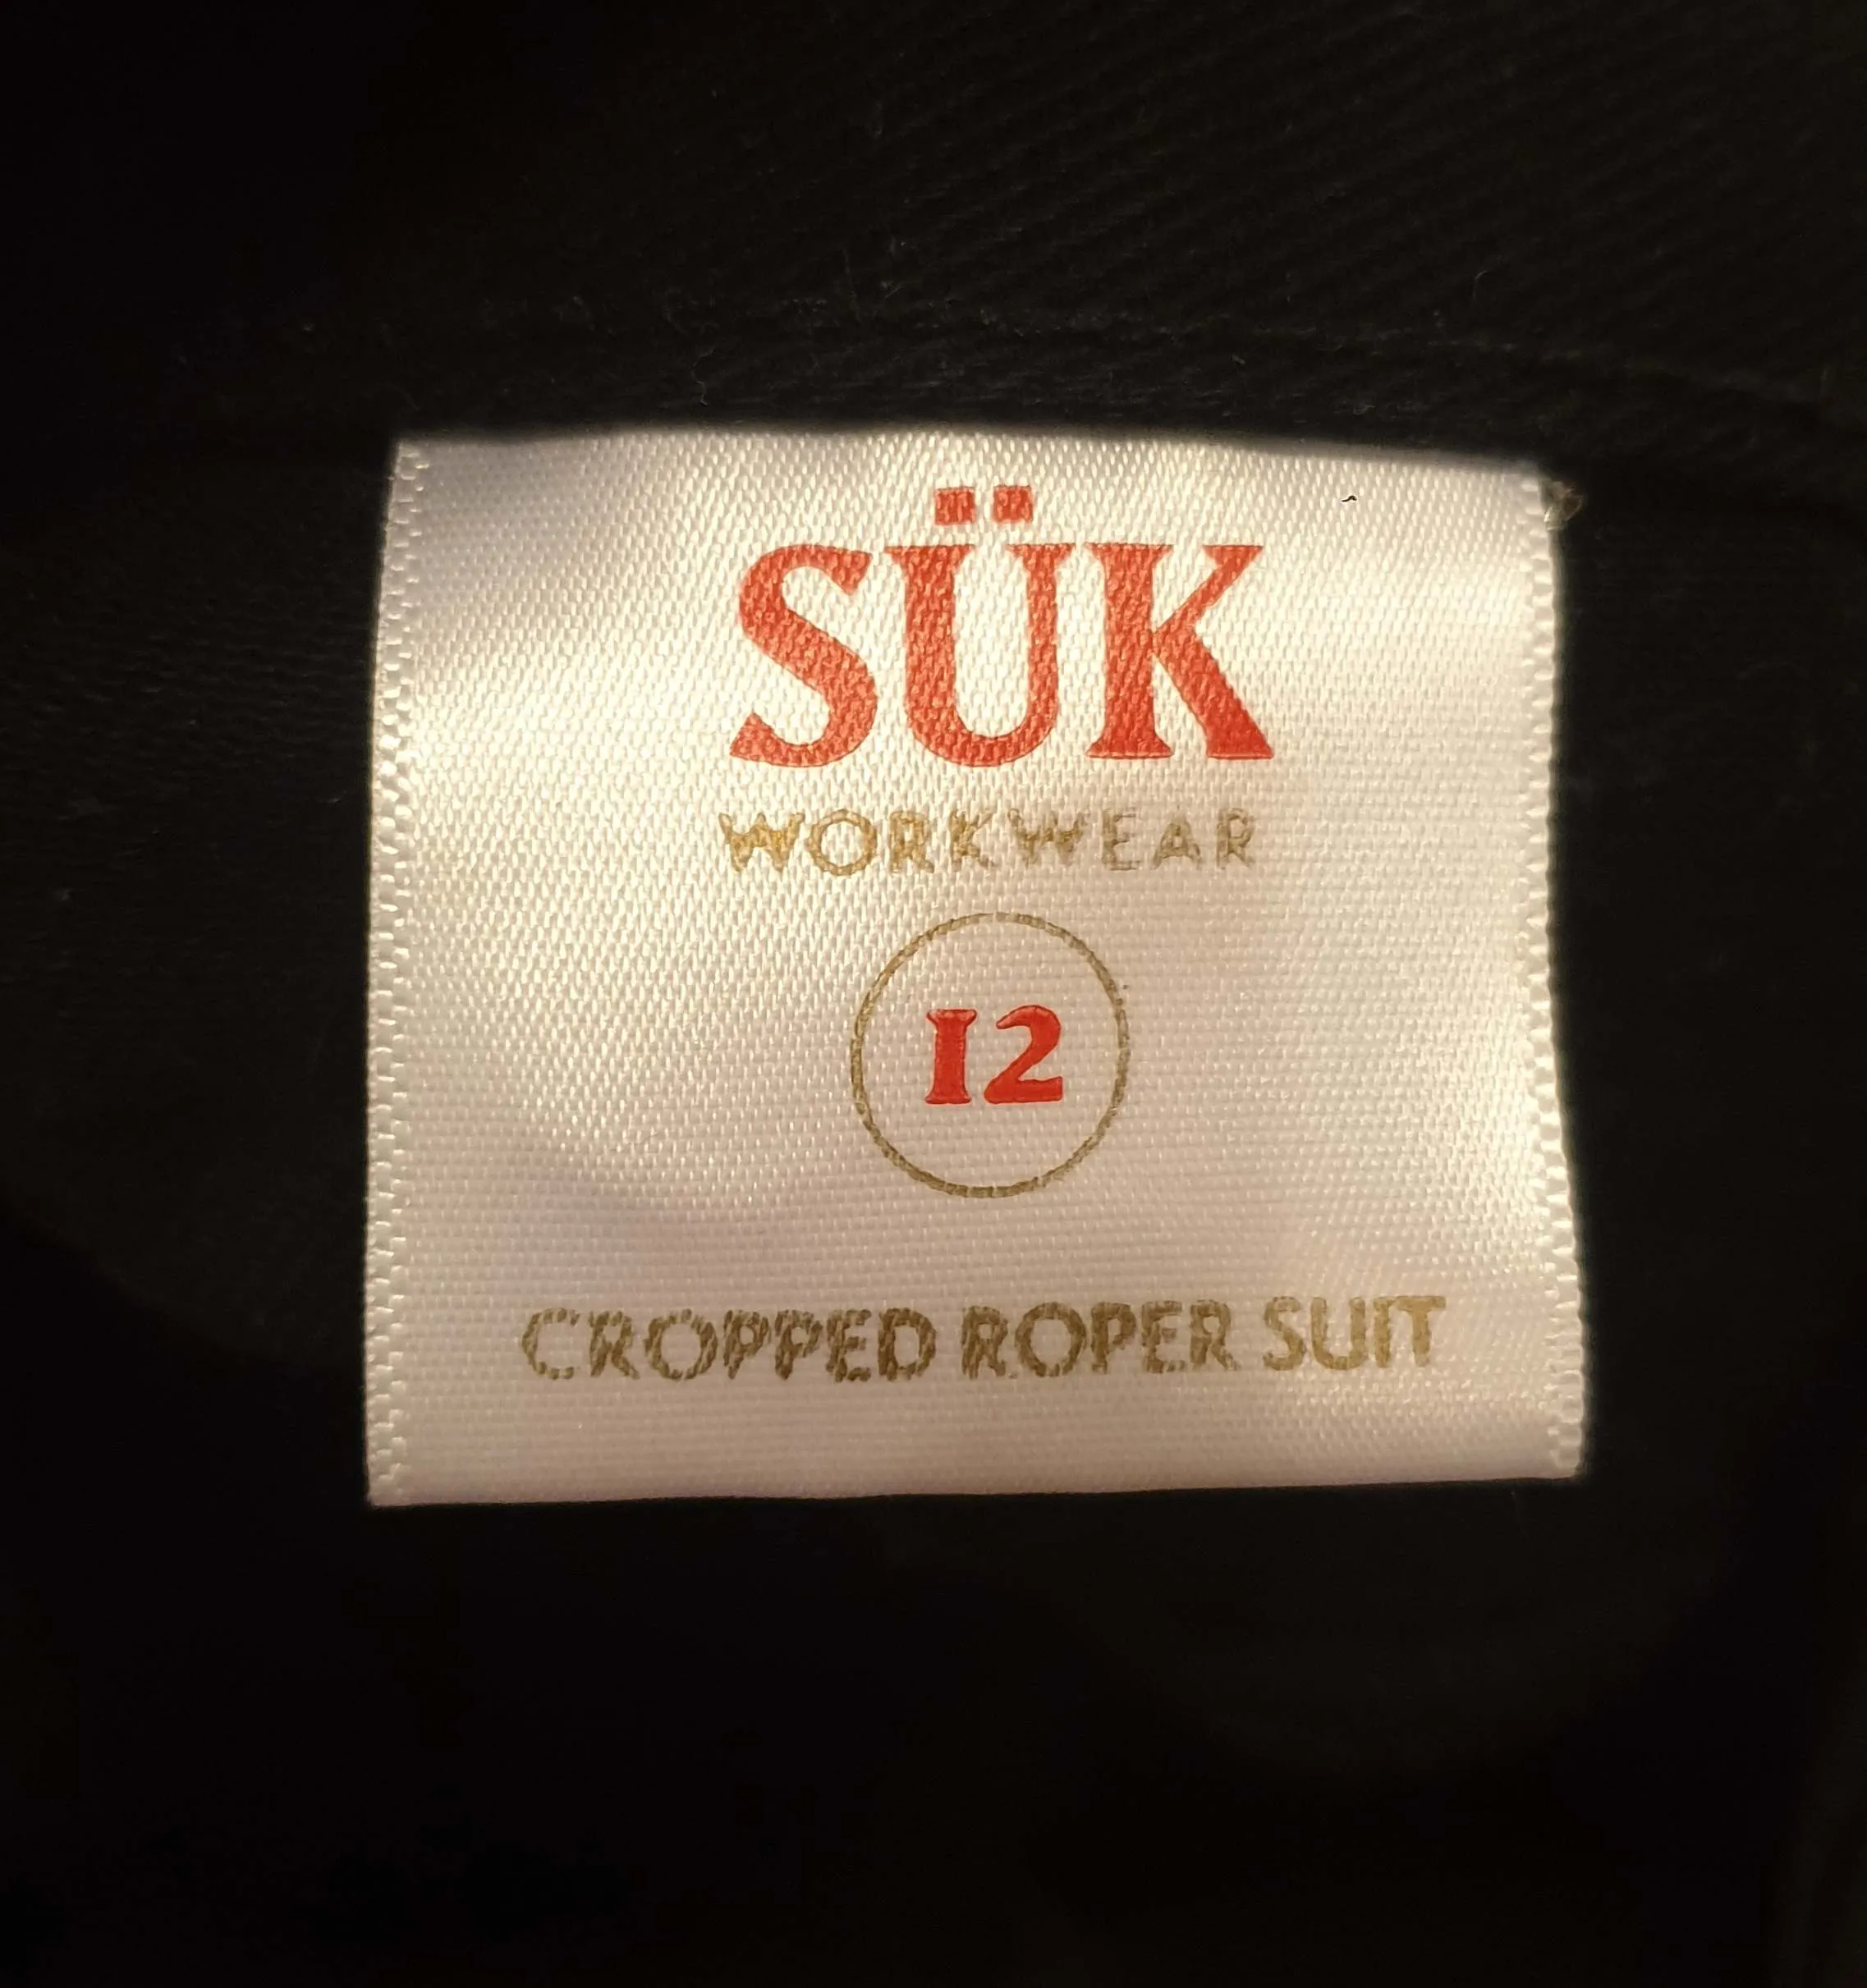 SÜK
WORKWEAR
12
CROPPED ROPER SUIT